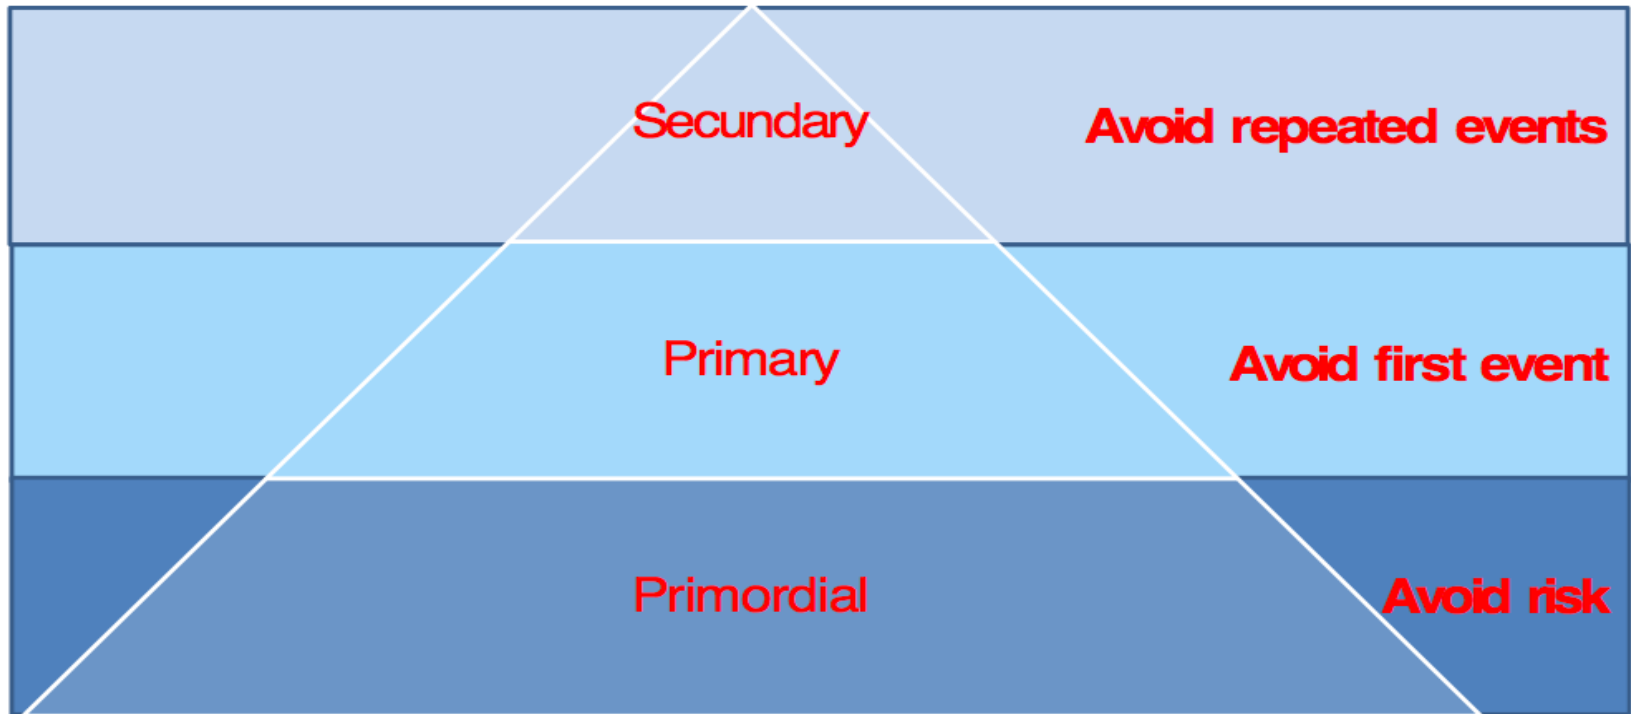 Secundary
Avoid repeated events
Primary
Avoid first event
Primordial
Avoid risk